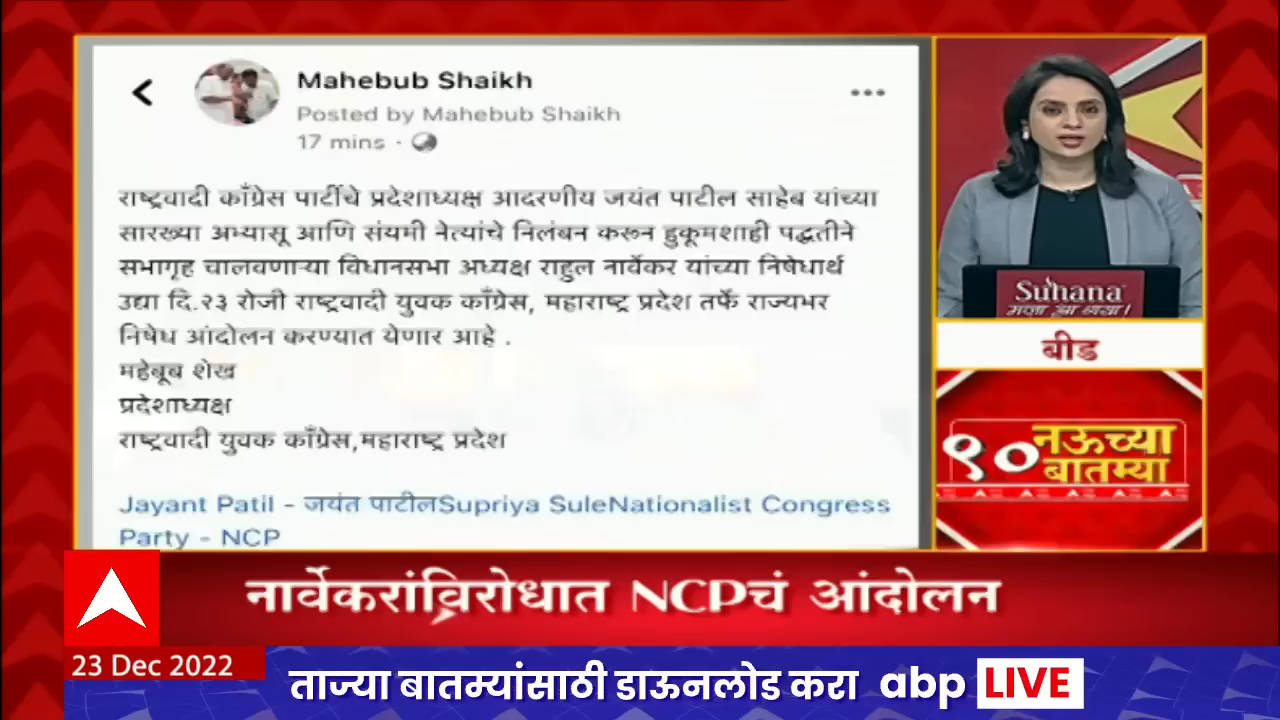 Mahebub Shaikh
Posted by Mahebub Shaikh
17 mins ·
राष्ट्रवादी काँग्रेस पार्टीचे प्रदेशाध्यक्ष आदरणीय जयंत पाटील साहेब यांच्या
सारख्या अभ्यासू आणि संयमी नेत्यांचे निलंबन करून हुकूमशाही पद्धतीने
सभागृह चालवणाऱ्या विधानसभा अध्यक्ष राहुल नार्वेकर यांच्या निषेधार्थ
उद्या दि.२३ रोजी राष्ट्रवादी युवक काँग्रेस, महाराष्ट्र प्रदेश तर्फे राज्यभर
निषेध आंदोलन करण्यात येणार आहे .
महेबूब शेख
प्रदेशाध्यक्ष
राष्ट्रवादी युवक काँग्रेस,महाराष्ट्र प्रदेश
Jayant Patil - जयंत पाटीलSupriya SuleNationalist Congress
Party - NCP
Suhana
बीड
९० नऊच्या
बातम्या
नार्वेकरांविरोधात NCPचं आंदोलन
23 Dec 2022
ताज्या बातम्यांसाठी डाऊनलोड करा abp LIVE